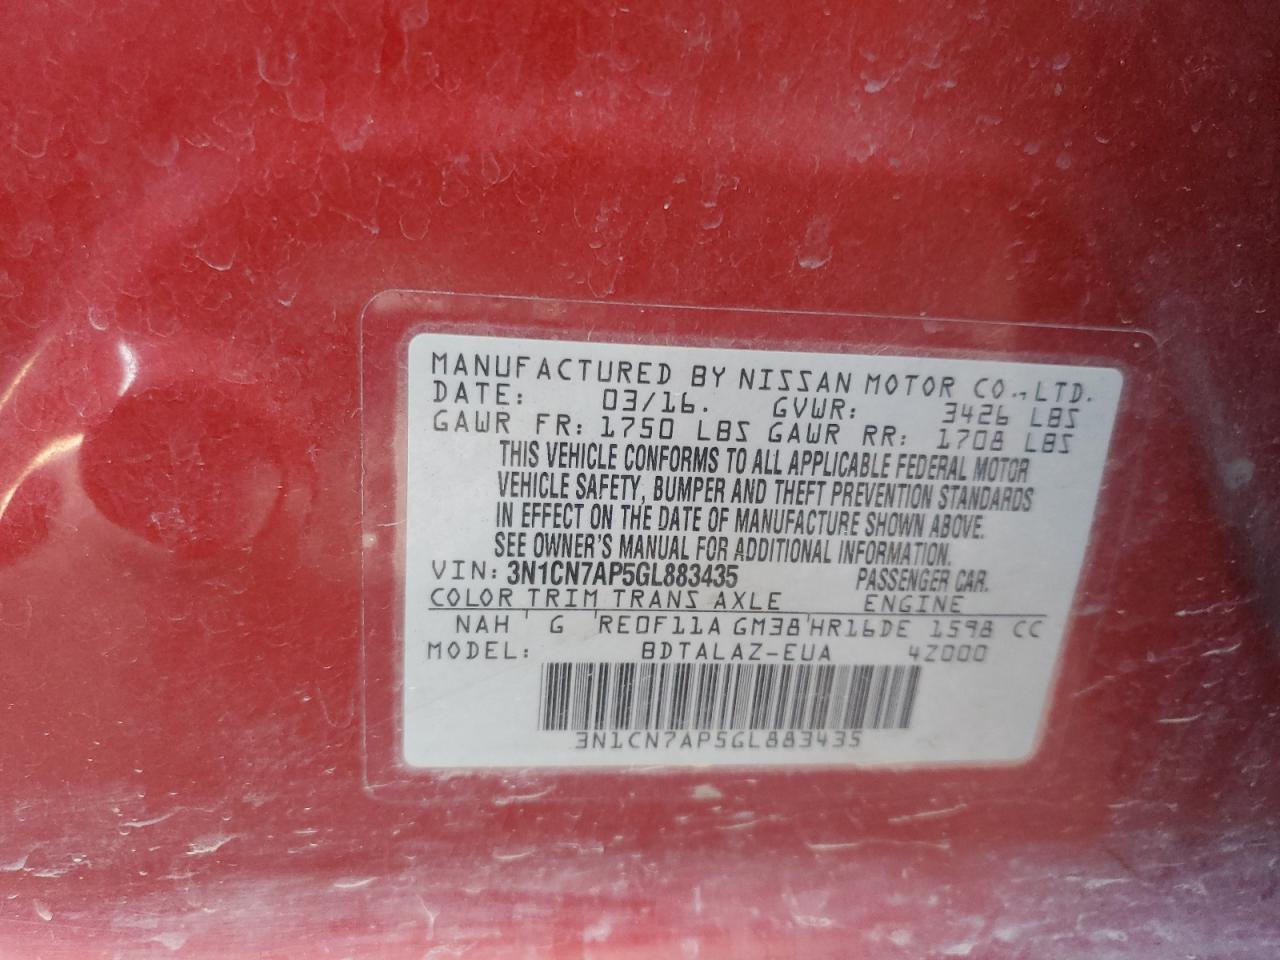 MANUFACTURED BY NISSAN MOTOR CO.,LTD.
DATE: 03/16. GVWR: 3426 LBS
GAWR FR: 1750 LBS GAWR RR: 1708 LBS
THIS VEHICLE CONFORMS TO ALL APPLICABLE FEDERAL MOTOR
VEHICLE SAFETY, BUMPER AND THEFT PREVENTION STANDARDS
IN EFFECT ON THE DATE OF MANUFACTURE SHOWN ABOVE.
SEE OWNER'S MANUAL FOR ADDITIONAL INFORMATION.
VIN: 3N1CN7AP5GL883435 PASSENGER CAR.
COLOR TRIM TRANS AXLE ENGINE
NAH G RE0F11A GM38 HR16DE 1598 CC
MODEL: BDTALAZ-EUA 4Z000
3N1CN7AP5GL883435